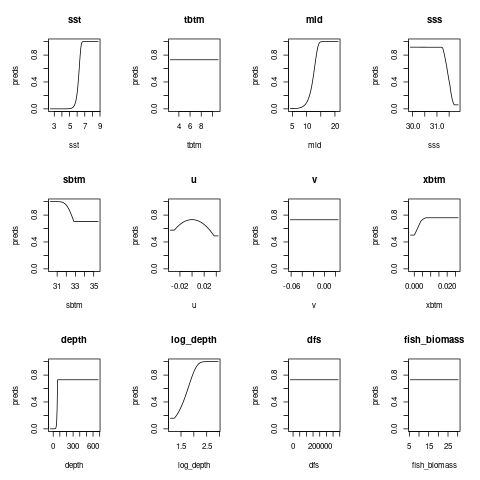 sst tbtm mld sss
preds 0.0 0.4 0.8 preds 0.0 0.4 0.8 preds 0.0 0.4 0.8 preds 0.0 0.4 0.8
3 5 6 7 9 4 6 8 5 10 20 30.0 31.0
sst tbtm mld sss
sbtm u v xbtm
preds 0.0 0.4 0.8 preds 0.0 0.4 0.8 preds 0.0 0.4 0.8 preds 0.0 0.4 0.8
31 33 35 -0.02 0.02 -0.06 0.00 0.000 0.020
sbtm u v xbtm
depth log_depth dfs fish_biomass
preds 0.0 0.4 0.8 preds 0.0 0.4 0.8 preds 0.0 0.4 0.8 preds 0.0 0.4 0.8
0 300 600 1.5 2.5 0 200000 5 15 25
depth log_depth dfs fish_biomass